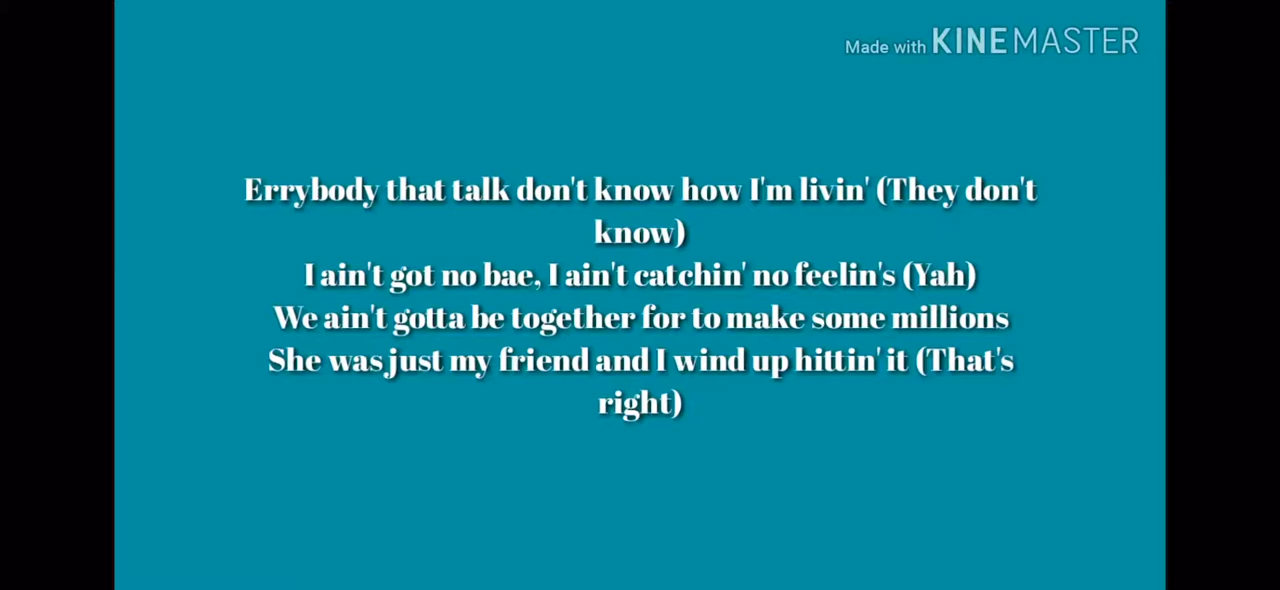 Made with KINEMASTER
Errybody that talk don't know how I'm livin' (They don't
know)
I ain't got no bae, I ain't catchin' no feelin's (Yah)
We ain't gotta be together for to make some millions
She was just my friend and I wind up hittin' it (That's
right)